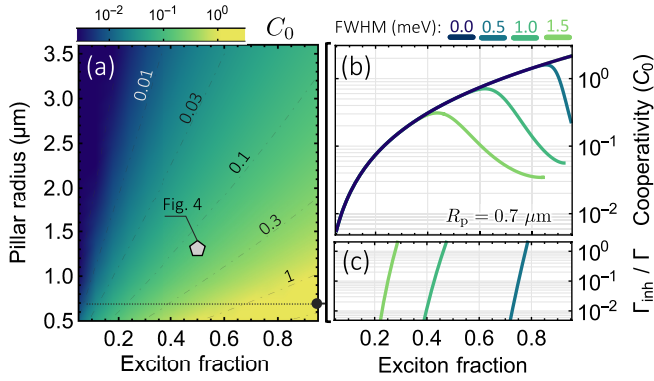 10⁻² 10⁻¹ 10⁰ C₀
FWHM (meV): 0.0 0.5 1.0 1.5
(a)
(b)
(c)
Pillar radius (μm)
3.5
3.0
2.5
2.0
1.5
1.0
0.5
0.01
0.03
0.1
0.3
1
Fig. 4
0.2 0.4 0.6 0.8
Exciton fraction
R_p = 0.7 μm
10⁰
10⁻¹
10⁻²
Cooperativity (C₀)
10⁰
10⁻¹
10⁻²
Γ_inh / Γ
0.2 0.4 0.6 0.8
Exciton fraction